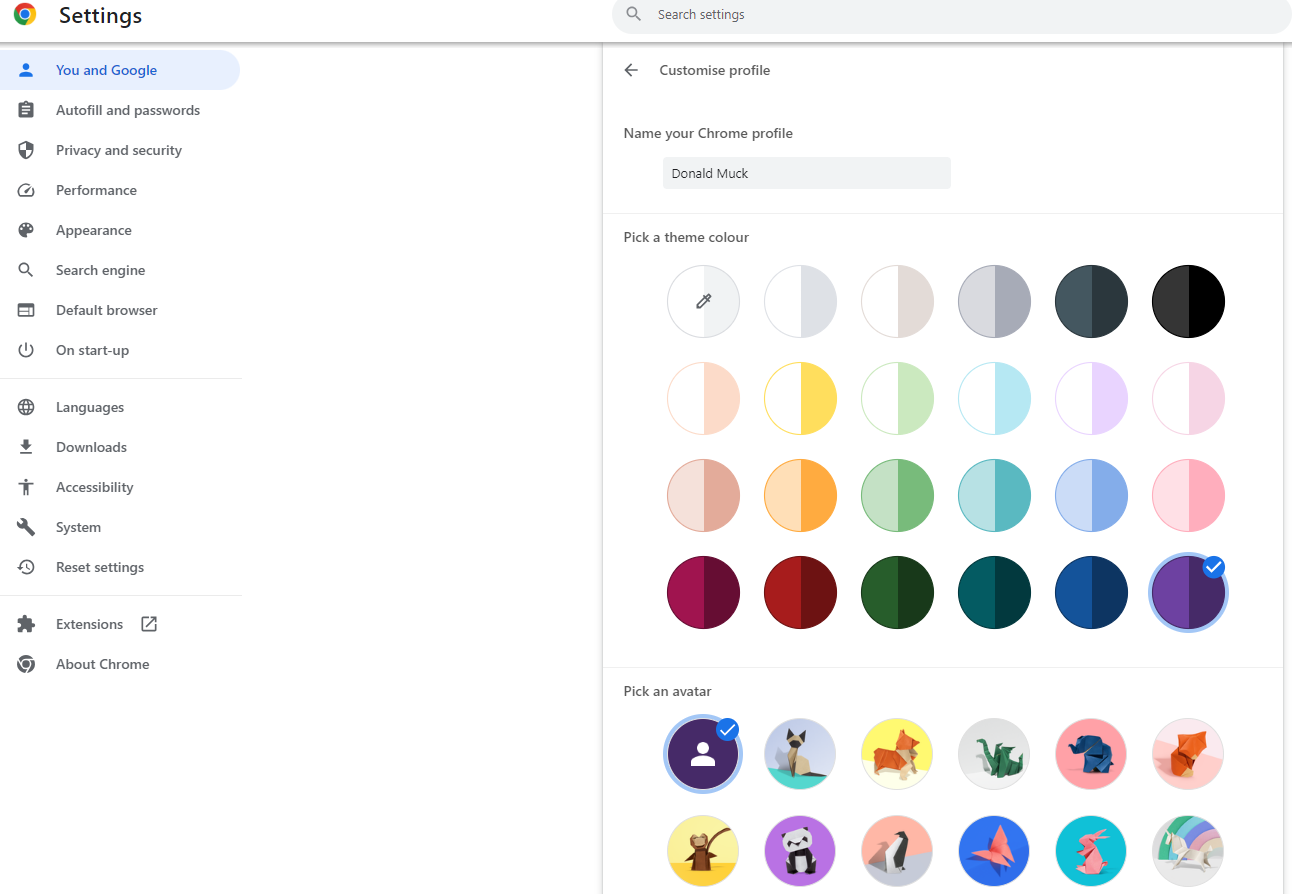 Settings
Search settings
You and Google
Autofill and passwords
Privacy and security
Performance
Appearance
Search engine
Default browser
On start-up
Languages
Downloads
Accessibility
System
Reset settings
Extensions
About Chrome
Customise profile
Name your Chrome profile
Donald Muck
Pick a theme colour
Pick an avatar